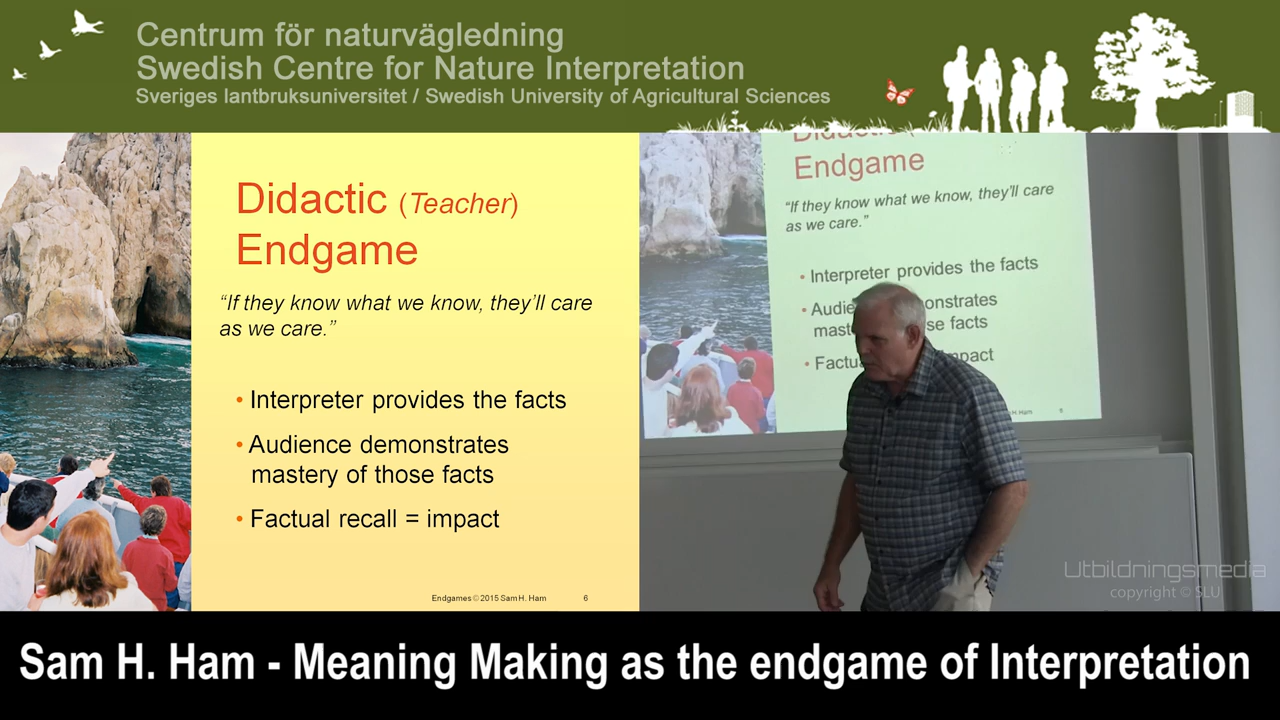 Centrum för naturvägledning
Swedish Centre for Nature Interpretation
Sveriges lantbruksuniversitet / Swedish University of Agricultural Sciences
Didactic (Teacher)
Endgame
“If they know what we know, they’ll care
as we care.”
• Interpreter provides the facts
• Audience demonstrates
mastery of those facts
• Factual recall = impact
Endgames © 2015 Sam H. Ham 6
Endgame
“If they know what we know, they’ll care
as we care.”
• Interpreter provides the facts
mast
• Factu
impact
6
Utbildningsmedia
copyright © SLU
Sam H. Ham - Meaning Making as the endgame of Interpretation